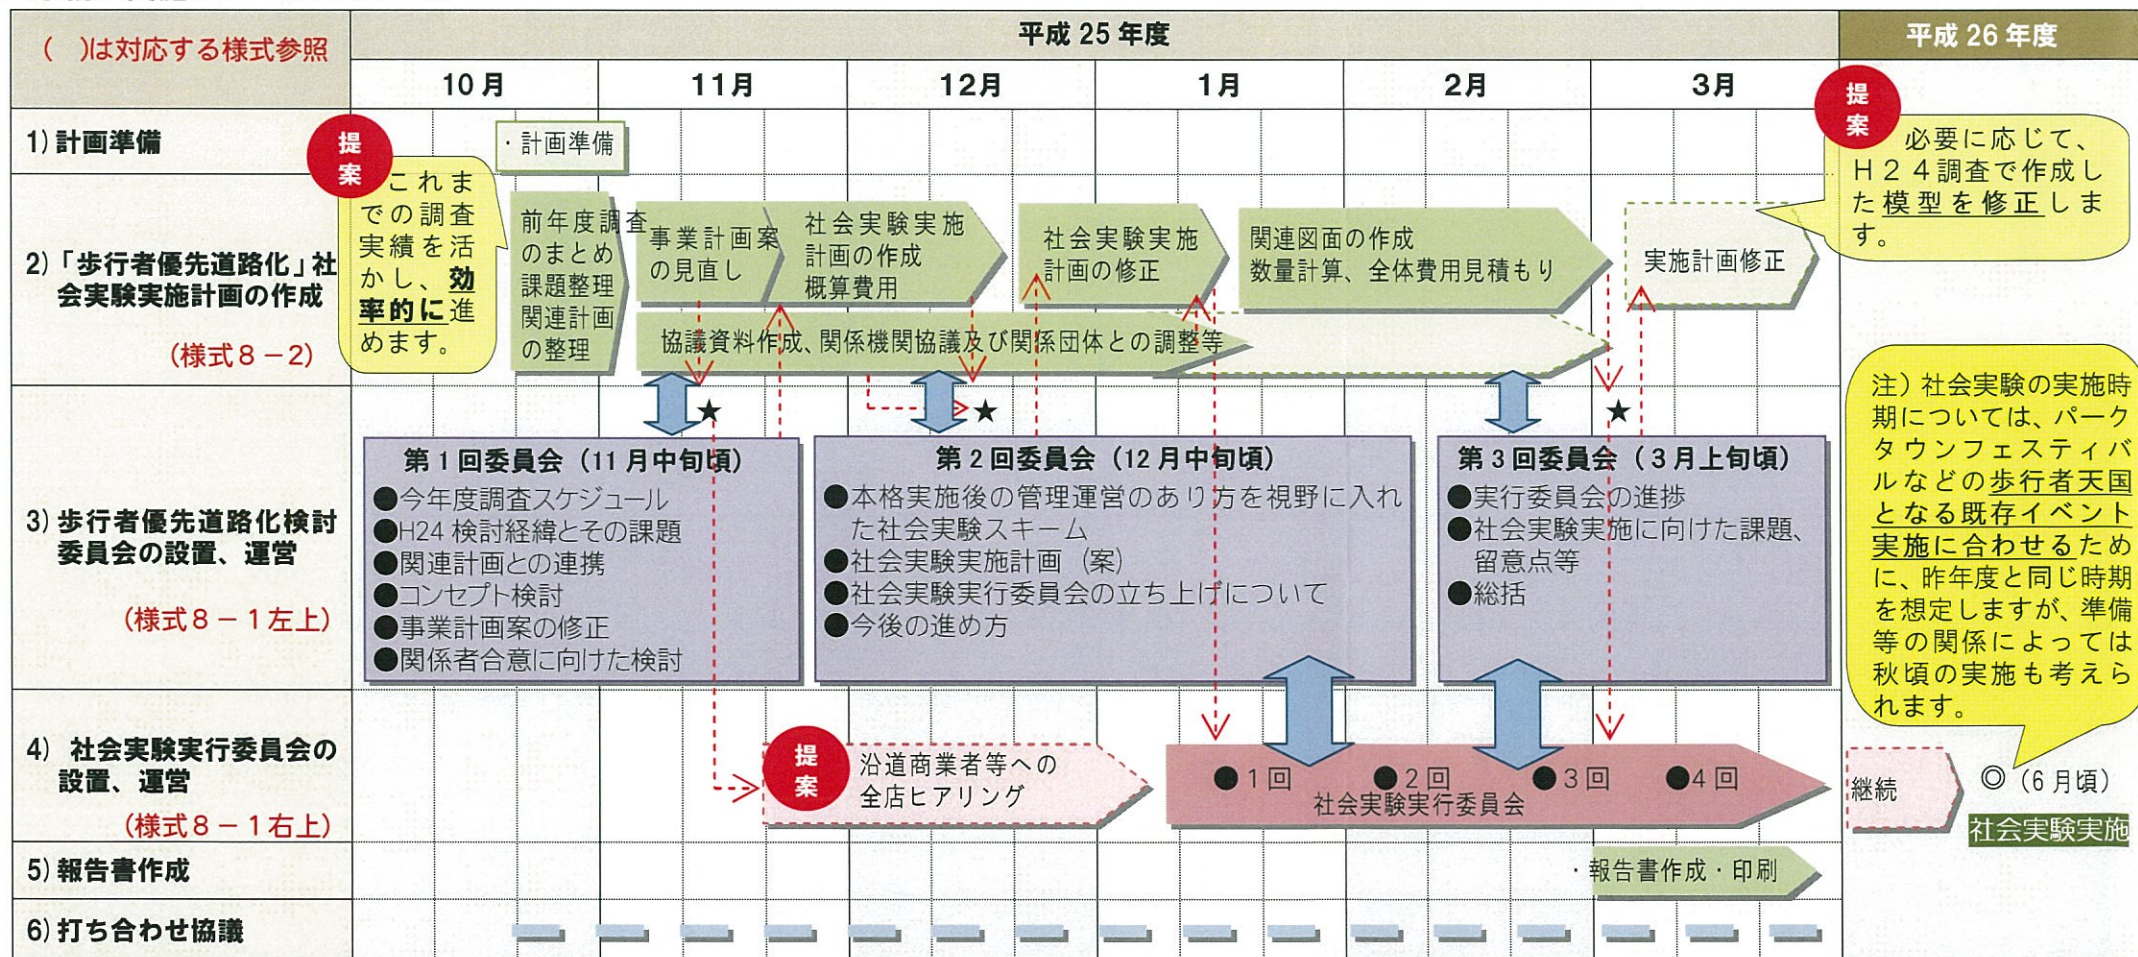 (　)は対応する様式参照
平成 25 年度
平成 26 年度
10 月
11月
12月
1月
2月
3月
1) 計画準備
・計画準備
提案
これま
での調査
実績を活
かし、効
率的に進
めます。
提案
必要に応じて、
H２４調査で作成し
た模型を修正しま
す。
2)「歩行者優先道路化」社
会実験実施計画の作成
(様式８－２)
前年度調査
のまとめ
課題整理
関連計画
の整理
事業計画案
の見直し
社会実験実施
計画の作成
概算費用
社会実験実施
計画の修正
関連図面の作成
数量計算、全体費用見積もり
実施計画修正
協議資料作成、関係機関協議及び関係団体との調整等
★
★
★
3) 歩行者優先道路化検討
委員会の設置、運営
(様式８－１左上)
第 1 回委員会（11 月中旬頃）
●今年度調査スケジュール
●H24 検討経緯とその課題
●関連計画との連携
●コンセプト検討
●事業計画案の修正
●関係者合意に向けた検討
第 2 回委員会（12 月中旬頃）
●本格実施後の管理運営のあり方を視野に入れ
た社会実験スキーム
●社会実験実施計画（案）
●社会実験実行委員会の立ち上げについて
●今後の進め方
第 3 回委員会（ 3 月上旬頃）
●実行委員会の進捗
●社会実験実施に向けた課題、
留意点等
●総括
注）社会実験の実施時
期については、パーク
タウンフェスティバ
ルなどの歩行者天国
となる既存イベント
実施に合わせるため
に、昨年度と同じ時期
を想定しますが、準備
等の関係によっては
秋頃の実施も考えら
れます。
4)　社会実験実行委員会の
設置、運営
(様式８－１右上)
提案
沿道商業者等への
全店ヒアリング
●1 回
●2 回
●3 回
●4 回
社会実験実行委員会
継続
◎（6 月頃）
社会実験実施
5) 報告書作成
・報告書作成・印刷
6) 打ち合わせ協議